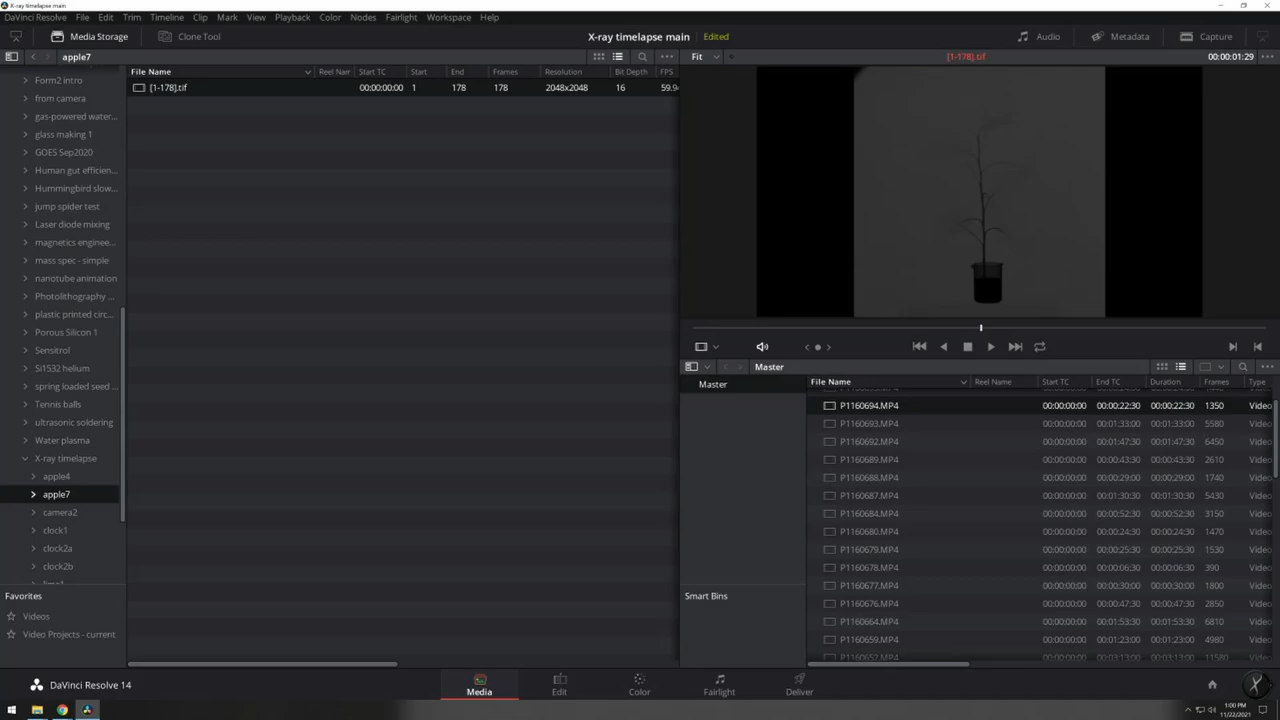 X-ray timelapse main
DaVinci Resolve File Edit Trim Timeline Clip Mark View Playback Color Nodes Fairlight Workspace Help
Media Storage Clone Tool X-ray timelapse main Edited Audio Metadata Capture
apple7 Fit [1-178].tif 00:00:01:29
File Name Reel Nam Start TC Start End Frames Resolution Bit Depth FPS
[1-178].tif 00:00:00:00 1 178 178 2048x2048 16 59.9
Form2 intro
from camera
gas-powered water...
glass making 1
GOES Sep2020
Human gut efficien...
Hummingbird slow...
jump spider test
Laser diode mixing
magnetics enginee...
mass spec - simple
nanotube animation
Photolithography ...
plastic printed circ...
Porous Silicon 1
Sensitrol
Si1532 helium
spring loaded seed ...
Tennis balls
ultrasonic soldering
Water plasma
X-ray timelapse
apple4
apple7
camera2
clock1
clock2a
clock2b
Favorites
Videos
Video Projects - current
Master
Master
Smart Bins
File Name Reel Name Start TC End TC Duration Frames Type
P1160694.MP4 00:00:00:00 00:00:22:30 00:00:22:30 1350 Video
P1160693.MP4 00:00:00:00 00:01:33:00 00:01:33:00 5580 Video
P1160692.MP4 00:00:00:00 00:01:47:30 00:01:47:30 6450 Video
P1160689.MP4 00:00:00:00 00:00:43:30 00:00:43:30 2610 Video
P1160688.MP4 00:00:00:00 00:00:29:00 00:00:29:00 1740 Video
P1160687.MP4 00:00:00:00 00:01:30:30 00:01:30:30 5430 Video
P1160684.MP4 00:00:00:00 00:00:52:30 00:00:52:30 3150 Video
P1160680.MP4 00:00:00:00 00:00:24:30 00:00:24:30 1470 Video
P1160679.MP4 00:00:00:00 00:00:25:30 00:00:25:30 1530 Video
P1160678.MP4 00:00:00:00 00:00:06:30 00:00:06:30 390 Video
P1160677.MP4 00:00:00:00 00:00:30:00 00:00:30:00 1800 Video
P1160676.MP4 00:00:00:00 00:00:47:30 00:00:47:30 2850 Video
P1160664.MP4 00:00:00:00 00:01:53:30 00:01:53:30 6810 Video
P1160659.MP4 00:00:00:00 00:01:23:00 00:01:23:00 4980 Video
P1160652.MP4 00:00:00:00 00:03:13:00 00:03:13:00 11580 Video
DaVinci Resolve 14 Media Edit Color Fairlight Deliver
1:00 PM
11/22/2021